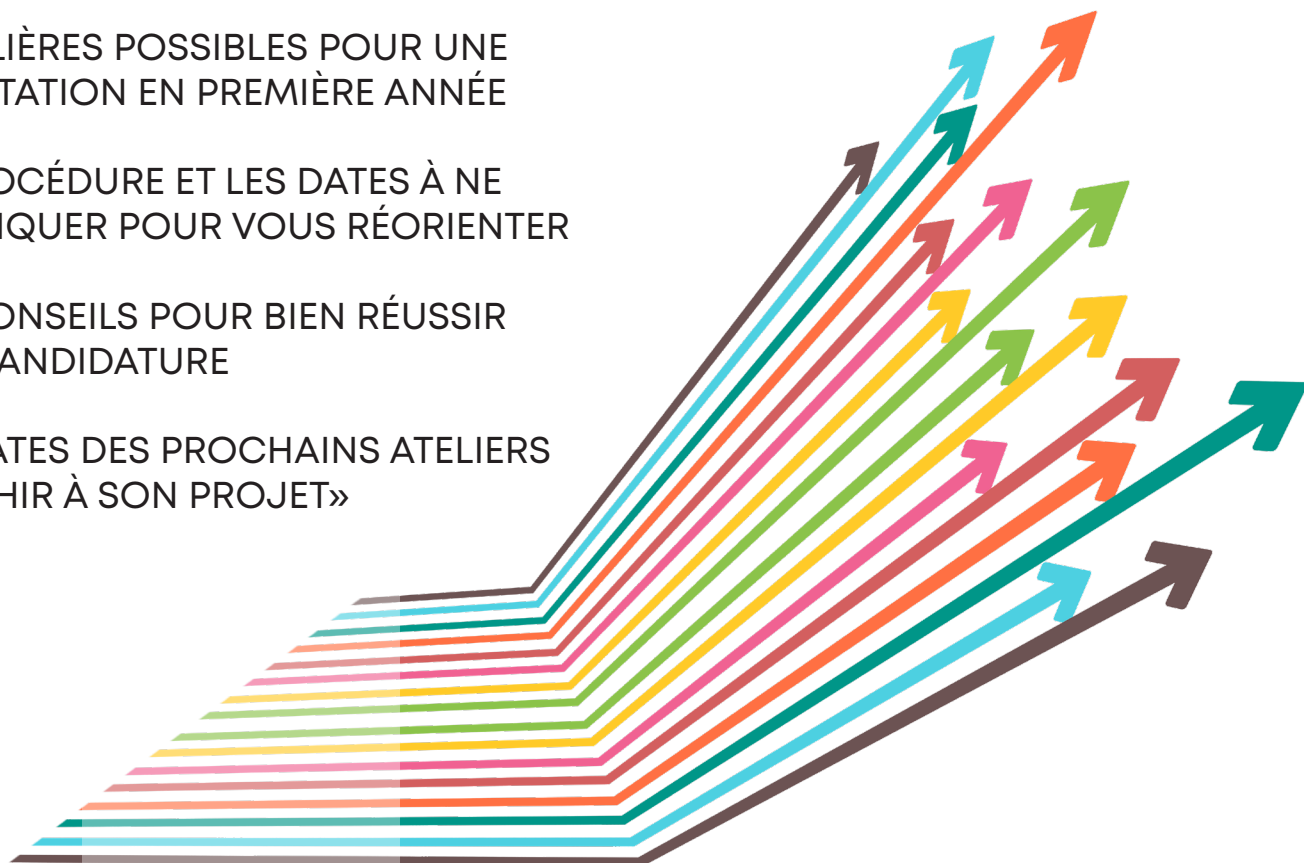 LIÈRES POSSIBLES POUR UNE
TATION EN PREMIÈRE ANNÉE
OCÉDURE ET LES DATES À NE
IQUER POUR VOUS RÉORIENTER
ONSEILS POUR BIEN RÉUSSIR
ANDIDATURE
ATES DES PROCHAINS ATELIERS
HIR À SON PROJET»